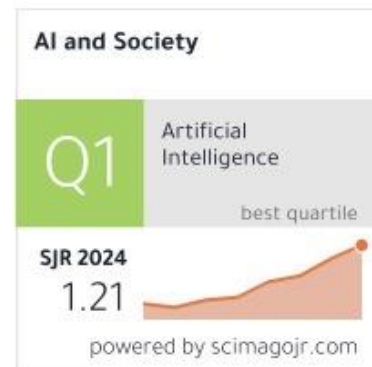 AI and Society
Q1
Artificial
Intelligence
best quartile
SJR 2024
1.21
powered by scimagojr.com